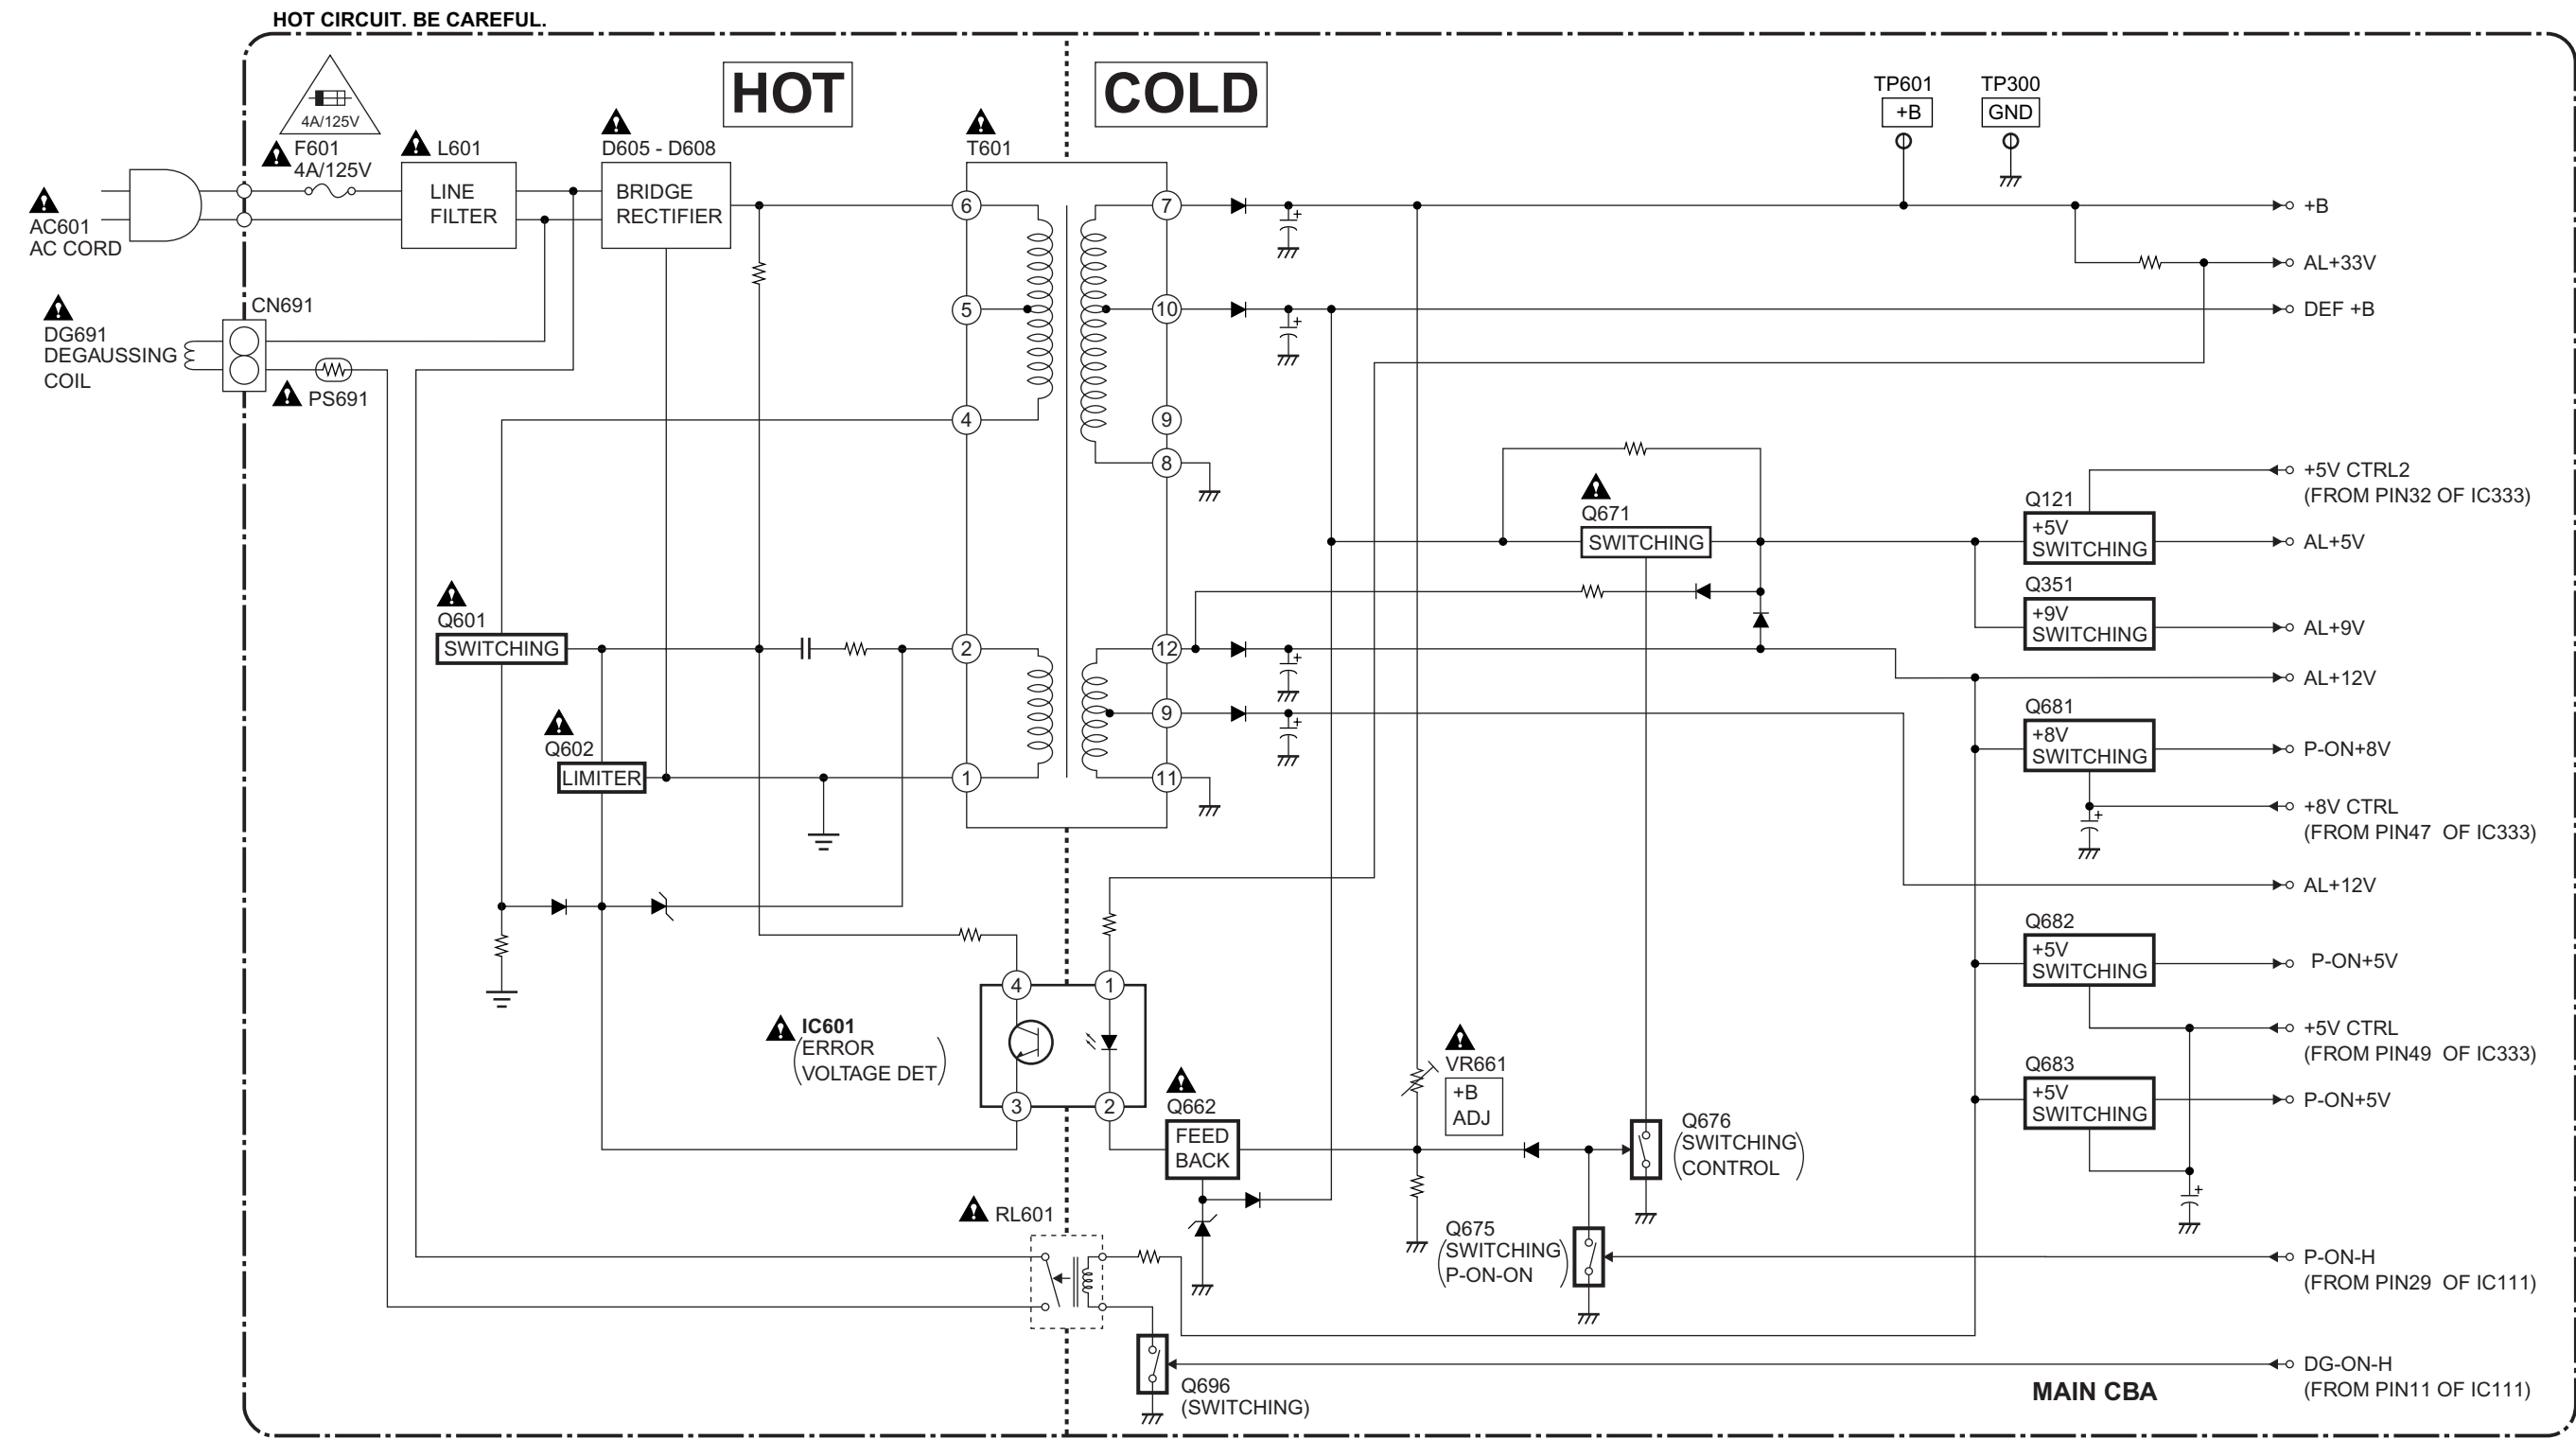 HOT CIRCUIT. BE CAREFUL.
HOT
COLD
4A/125V
F601
4A/125V
L601
LINE
FILTER
D605 - D608
BRIDGE
RECTIFIER
T601
TP601
+B
TP300
GND
AC601
AC CORD
CN691
DG691
DEGAUSSING
COIL
PS691
6
5
4
2
1
7
10
9
8
12
9
11
+
+
+
+
+B
AL+33V
DEF +B
+5V CTRL2
(FROM PIN32 OF IC333)
Q671
SWITCHING
Q121
+5V
SWITCHING
AL+5V
Q351
+9V
SWITCHING
AL+9V
AL+12V
Q601
SWITCHING
Q602
LIMITER
Q681
+8V
SWITCHING
P-ON+8V
+8V CTRL
(FROM PIN47 OF IC333)
+
AL+12V
Q682
+5V
SWITCHING
P-ON+5V
+5V CTRL
(FROM PIN49 OF IC333)
Q683
+5V
SWITCHING
P-ON+5V
+
IC601
(ERROR
VOLTAGE DET)
4
1
3
2
Q662
FEED
BACK
VR661
+B
ADJ
Q676
(SWITCHING
CONTROL)
RL601
Q675
(SWITCHING
P-ON-ON)
P-ON-H
(FROM PIN29 OF IC111)
Q696
(SWITCHING)
DG-ON-H
(FROM PIN11 OF IC111)
MAIN CBA